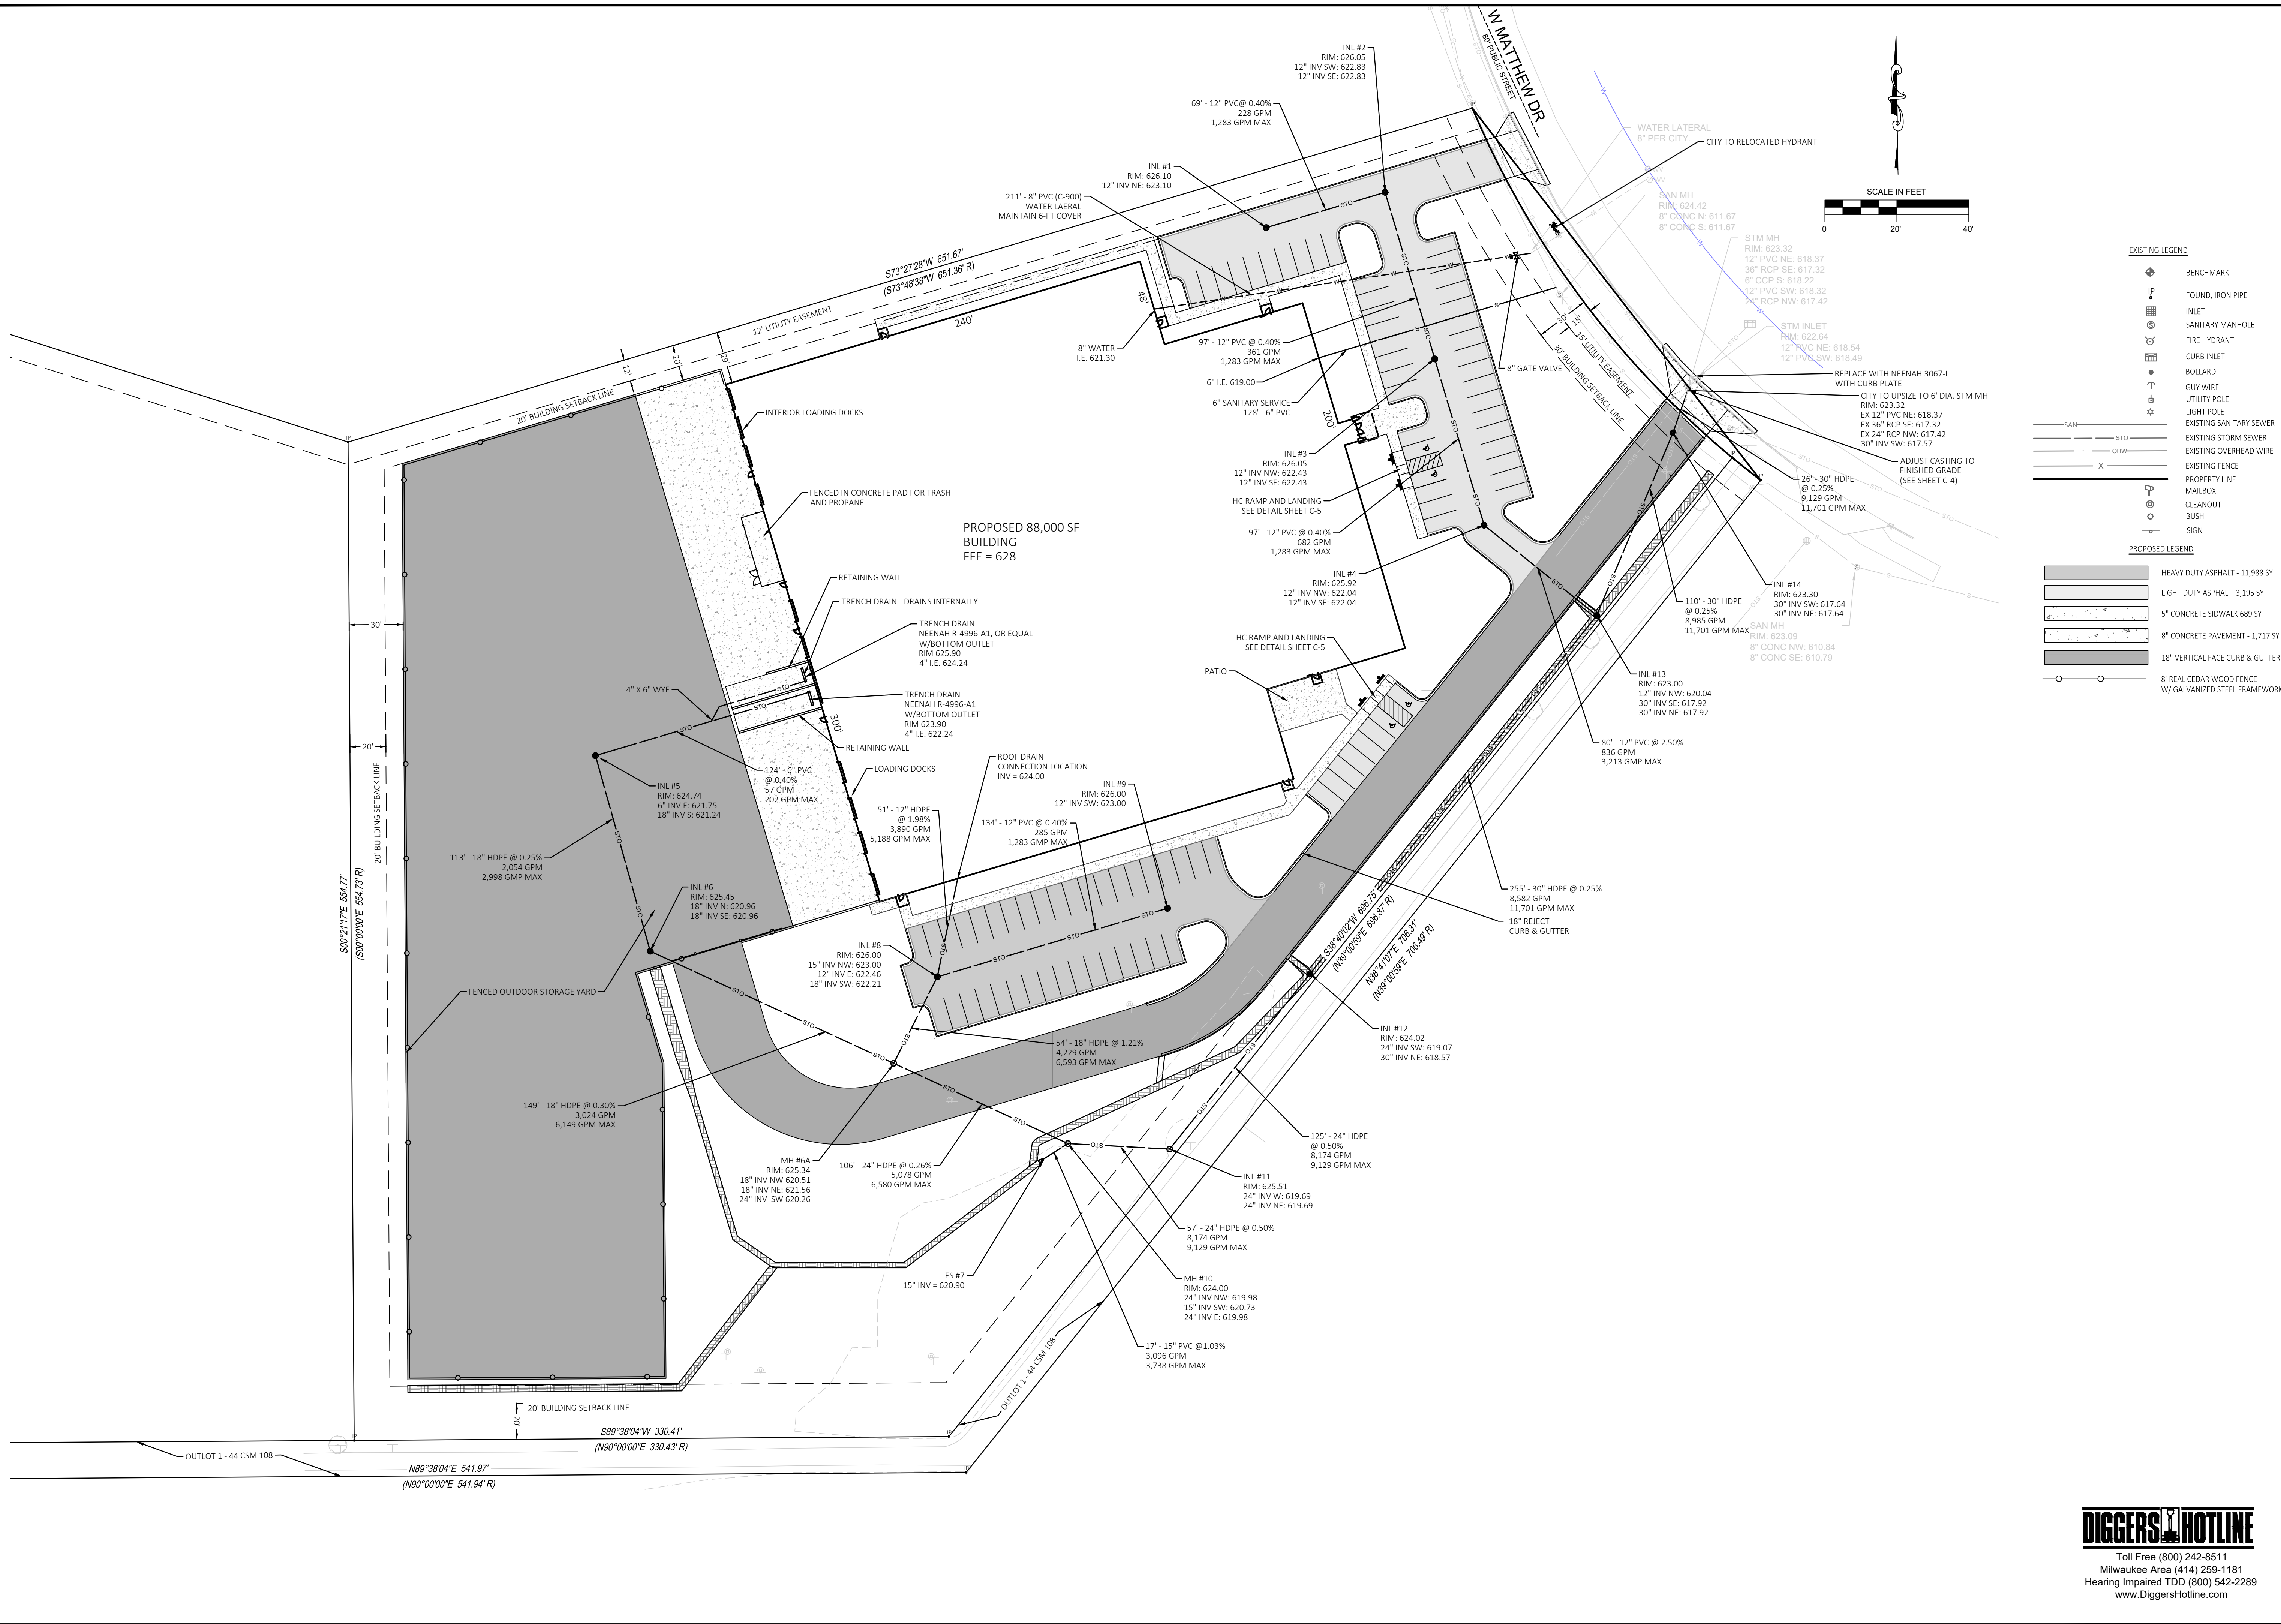 W MATTHEW DR
80' PUBLIC STREET
INL #2
RIM: 626.05
12" INV SW: 622.83
12" INV SE: 622.83
69' - 12" PVC@ 0.40%
228 GPM
1,283 GPM MAX
INL #1
RIM: 626.10
12" INV NE: 623.10
211' - 8" PVC (C-900)
WATER LAERAL
MAINTAIN 6-FT COVER
WATER LATERAL
8" PER CITY
CITY TO RELOCATED HYDRANT
SAN MH
RIM: 624.42
8" CONC N: 611.67
8" CONC S: 611.67
STM MH
RIM: 623.32
12" PVC NE: 618.37
36" RCP SE: 617.32
6" CCP S: 618.22
12" PVC SW: 618.32
24" RCP NW: 617.42
STM INLET
RIM: 622.64
12" PVC NE: 618.54
12" PVC SW: 618.49
SCALE IN FEET
0 20' 40'
EXISTING LEGEND
BENCHMARK
IP
FOUND, IRON PIPE
INLET
SANITARY MANHOLE
FIRE HYDRANT
CURB INLET
BOLLARD
GUY WIRE
UTILITY POLE
LIGHT POLE
SAN
EXISTING SANITARY SEWER
STO
EXISTING STORM SEWER
OHW
EXISTING OVERHEAD WIRE
X
EXISTING FENCE
PROPERTY LINE
MAILBOX
CLEANOUT
BUSH
SIGN
PROPOSED LEGEND
HEAVY DUTY ASPHALT - 11,988 SY
LIGHT DUTY ASPHALT 3,195 SY
5" CONCRETE SIDWALK 689 SY
8" CONCRETE PAVEMENT - 1,717 SY
18" VERTICAL FACE CURB & GUTTER
8' REAL CEDAR WOOD FENCE
W/ GALVANIZED STEEL FRAMEWORK
S73°27'28"W 651.67'
(S73°48'38"W 651.36' R)
12' UTILITY EASEMENT
20' BUILDING SETBACK LINE
12'
20'
29'
240'
48'
8" WATER
I.E. 621.30
97' - 12" PVC @ 0.40%
361 GPM
1,283 GPM MAX
6" I.E. 619.00
6" SANITARY SERVICE
128' - 6" PVC
8" GATE VALVE
30'
15'
15' UTILITY EASEMENT
30' BUILDING SETBACK LINE
REPLACE WITH NEENAH 3067-L
WITH CURB PLATE
CITY TO UPSIZE TO 6' DIA. STM MH
RIM: 623.32
EX 12" PVC NE: 618.37
EX 36" RCP SE: 617.32
EX 24" RCP NW: 617.42
30" INV SW: 617.57
ADJUST CASTING TO
FINISHED GRADE
(SEE SHEET C-4)
26' - 30" HDPE
@ 0.25%
9,129 GPM
11,701 GPM MAX
200'
INL #3
RIM: 626.05
12" INV NW: 622.43
12" INV SE: 622.43
HC RAMP AND LANDING
SEE DETAIL SHEET C-5
97' - 12" PVC @ 0.40%
682 GPM
1,283 GPM MAX
INL #4
RIM: 625.92
12" INV NW: 622.04
12" INV SE: 622.04
INTERIOR LOADING DOCKS
FENCED IN CONCRETE PAD FOR TRASH
AND PROPANE
PROPOSED 88,000 SF
BUILDING
FFE = 628
RETAINING WALL
TRENCH DRAIN - DRAINS INTERNALLY
TRENCH DRAIN
NEENAH R-4996-A1, OR EQUAL
W/BOTTOM OUTLET
RIM 625.90
4" I.E. 624.24
TRENCH DRAIN
NEENAH R-4996-A1
W/BOTTOM OUTLET
RIM 623.90
4" I.E. 622.24
RETAINING WALL
4" X 6" WYE
300'
LOADING DOCKS
HC RAMP AND LANDING
SEE DETAIL SHEET C-5
PATIO
INL #14
RIM: 623.30
30" INV SW: 617.64
30" INV NE: 617.64
110' - 30" HDPE
@ 0.25%
8,985 GPM
11,701 GPM MAX
SAN MH
RIM: 623.09
8" CONC NW: 610.84
8" CONC SE: 610.79
INL #13
RIM: 623.00
12" INV NW: 620.04
30" INV SE: 617.92
30" INV NE: 617.92
80' - 12" PVC @ 2.50%
836 GPM
3,213 GMP MAX
30'
20'
20' BUILDING SETBACK LINE
S00°21'17"E 554.77'
(S00°00'00"E 554.73' R)
INL #5
RIM: 624.74
6" INV E: 621.75
18" INV S: 621.24
124' - 6" PVC
@ 0.40%
57 GPM
202 GPM MAX
113' - 18" HDPE @ 0.25%
2,054 GPM
2,998 GMP MAX
ROOF DRAIN
CONNECTION LOCATION
INV = 624.00
51' - 12" HDPE
@ 1.98%
3,890 GPM
5,188 GPM MAX
INL #9
RIM: 626.00
12" INV SW: 623.00
134' - 12" PVC @ 0.40%
285 GPM
1,283 GMP MAX
INL #6
RIM: 625.45
18" INV N: 620.96
18" INV SE: 620.96
INL #8
RIM: 626.00
15" INV NW: 623.00
12" INV E: 622.46
18" INV SW: 622.21
255' - 30" HDPE @ 0.25%
8,582 GPM
11,701 GPM MAX
18" REJECT
CURB & GUTTER
S38°40'02"W 696.75'
(N39°00'59"E 696.87' R)
N38°41'07"E 706.31'
(N39°00'59"E 706.49' R)
FENCED OUTDOOR STORAGE YARD
INL #12
RIM: 624.02
24" INV SW: 619.07
30" INV NE: 618.57
54' - 18" HDPE @ 1.21%
4,229 GPM
6,593 GPM MAX
149' - 18" HDPE @ 0.30%
3,024 GPM
6,149 GPM MAX
MH #6A
RIM: 625.34
18" INV NW 620.51
18" INV NE: 621.56
24" INV SW 620.26
106' - 24" HDPE @ 0.26%
5,078 GPM
6,580 GPM MAX
125' - 24" HDPE
@ 0.50%
8,174 GPM
9,129 GPM MAX
INL #11
RIM: 625.51
24" INV W: 619.69
24" INV NE: 619.69
57' - 24" HDPE @ 0.50%
8,174 GPM
9,129 GPM MAX
ES #7
15" INV = 620.90
MH #10
RIM: 624.00
24" INV NW: 619.98
15" INV SW: 620.73
24" INV E: 619.98
17' - 15" PVC @1.03%
3,096 GPM
3,738 GPM MAX
OUTLOT 1 - 44 CSM 108
20'
20' BUILDING SETBACK LINE
S89°38'04"W 330.41'
(N90°00'00"E 330.43' R)
OUTLOT 1 - 44 CSM 108
N89°38'04"E 541.97'
(N90°00'00"E 541.94' R)
DIGGERS HOTLINE
Toll Free (800) 242-8511
Milwaukee Area (414) 259-1181
Hearing Impaired TDD (800) 542-2289
www.DiggersHotline.com